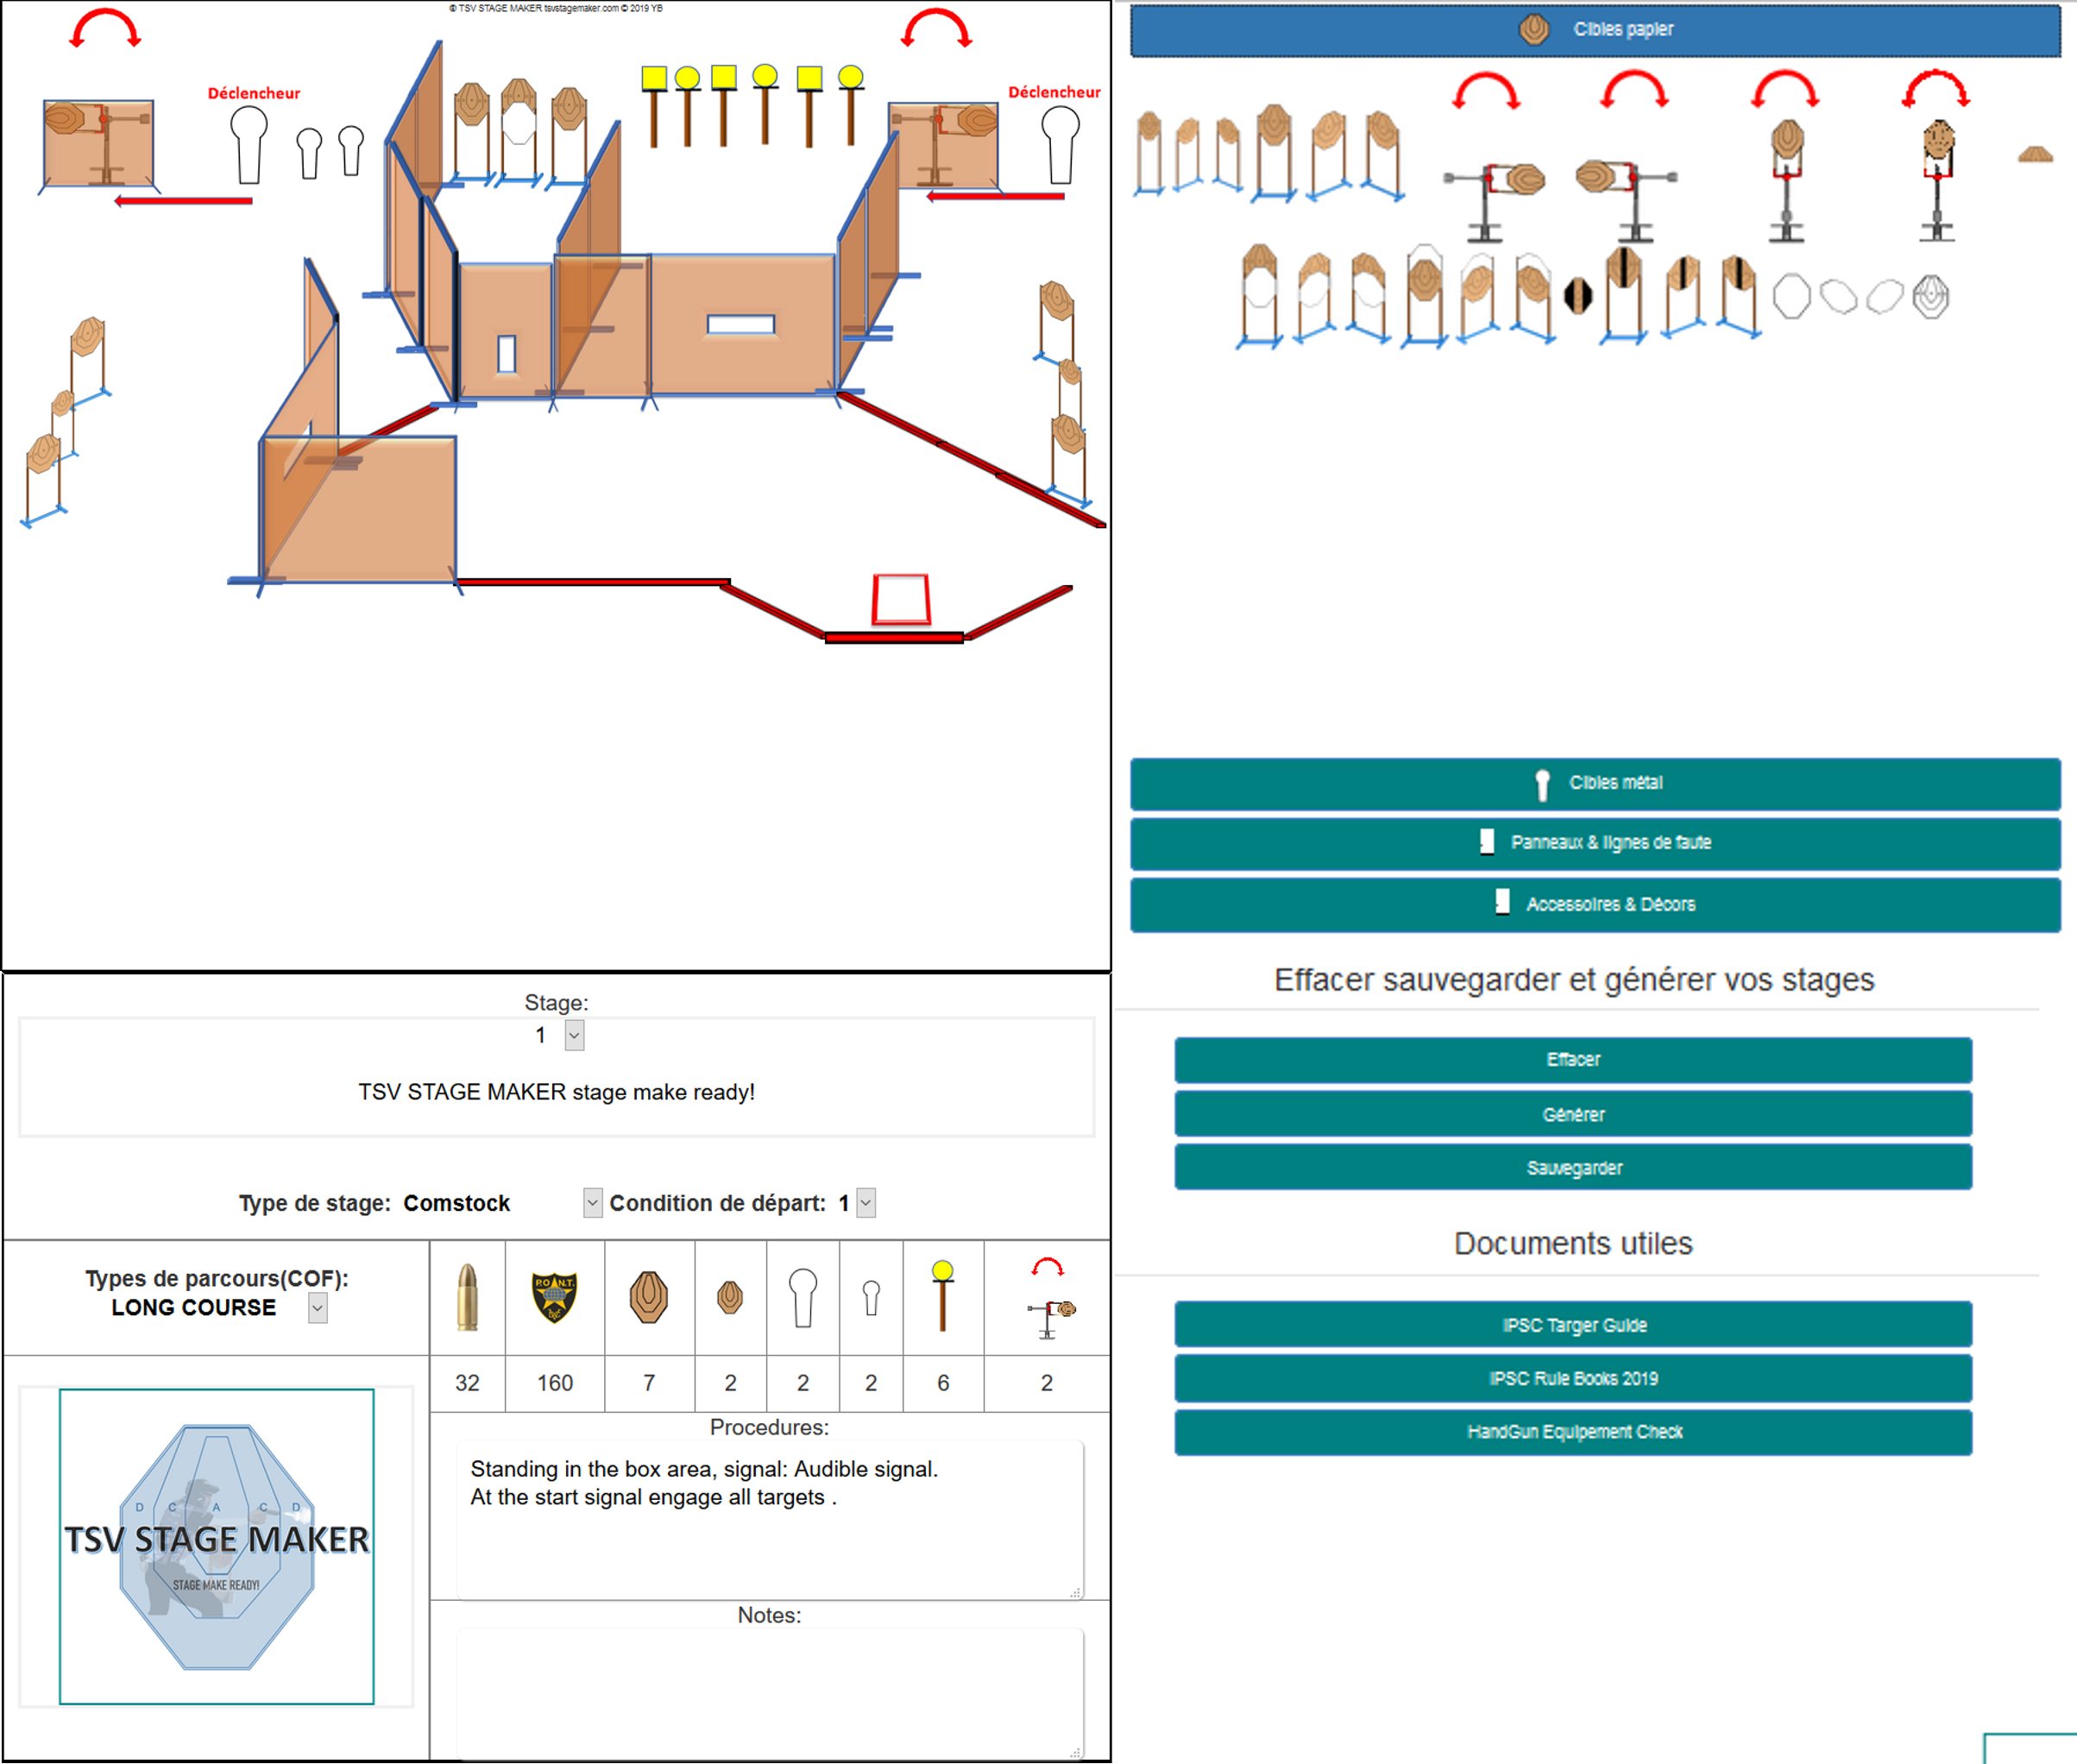 © TSV STAGE MAKER tsvstagemaker.com © 2019 YB
Déclencheur
Déclencheur
Cibles papier
Cibles métal
Panneaux & lignes de faute
Accessoires & Décors
Effacer sauvegarder et générer vos stages
Effacer
Générer
Sauvegarder
Documents utiles
IPSC Targer Guide
IPSC Rule Books 2019
HandGun Equipement Check
Stage:
1
TSV STAGE MAKER stage make ready!
Type de stage: Comstock Condition de départ: 1
Types de parcours(COF):
LONG COURSE
P.O.A.N.T.
32 160 7 2 2 2 6 2
D C A C D
TSV STAGE MAKER
STAGE MAKE READY!
Procedures:
Standing in the box area, signal: Audible signal.
At the start signal engage all targets .
Notes: